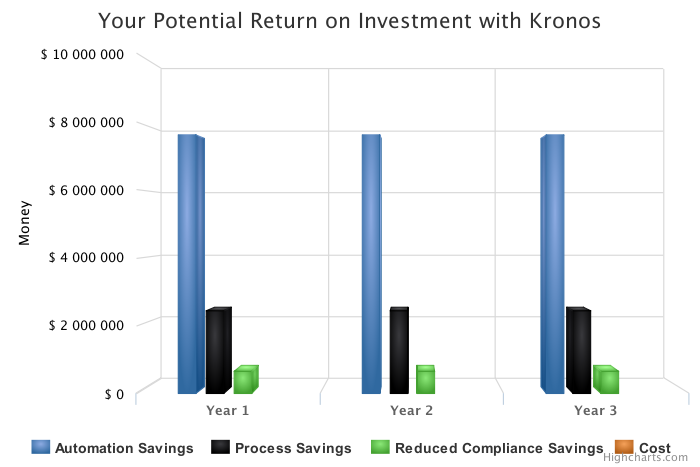 Your Potential Return on Investment with Kronos
$ 10 000 000
$ 8 000 000
$ 6 000 000
$ 4 000 000
$ 2 000 000
$ 0
Money
Year 1 Year 2 Year 3
Automation Savings Process Savings Reduced Compliance Savings Cost
Highcharts.com